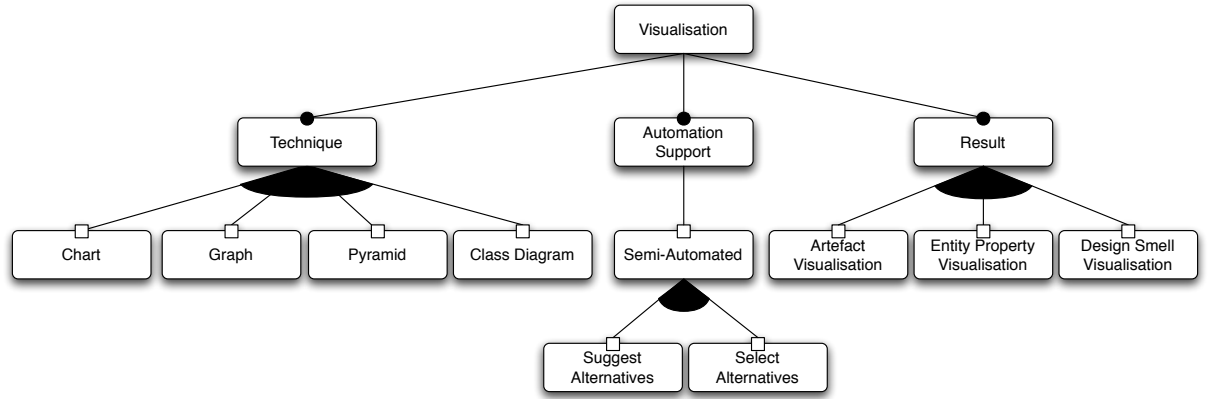 Visualisation
Technique
Automation
Support
Result
Chart
Graph
Pyramid
Class Diagram
Semi-Automated
Artefact
Visualisation
Entity Property
Visualisation
Design Smell
Visualisation
Suggest
Alternatives
Select
Alternatives